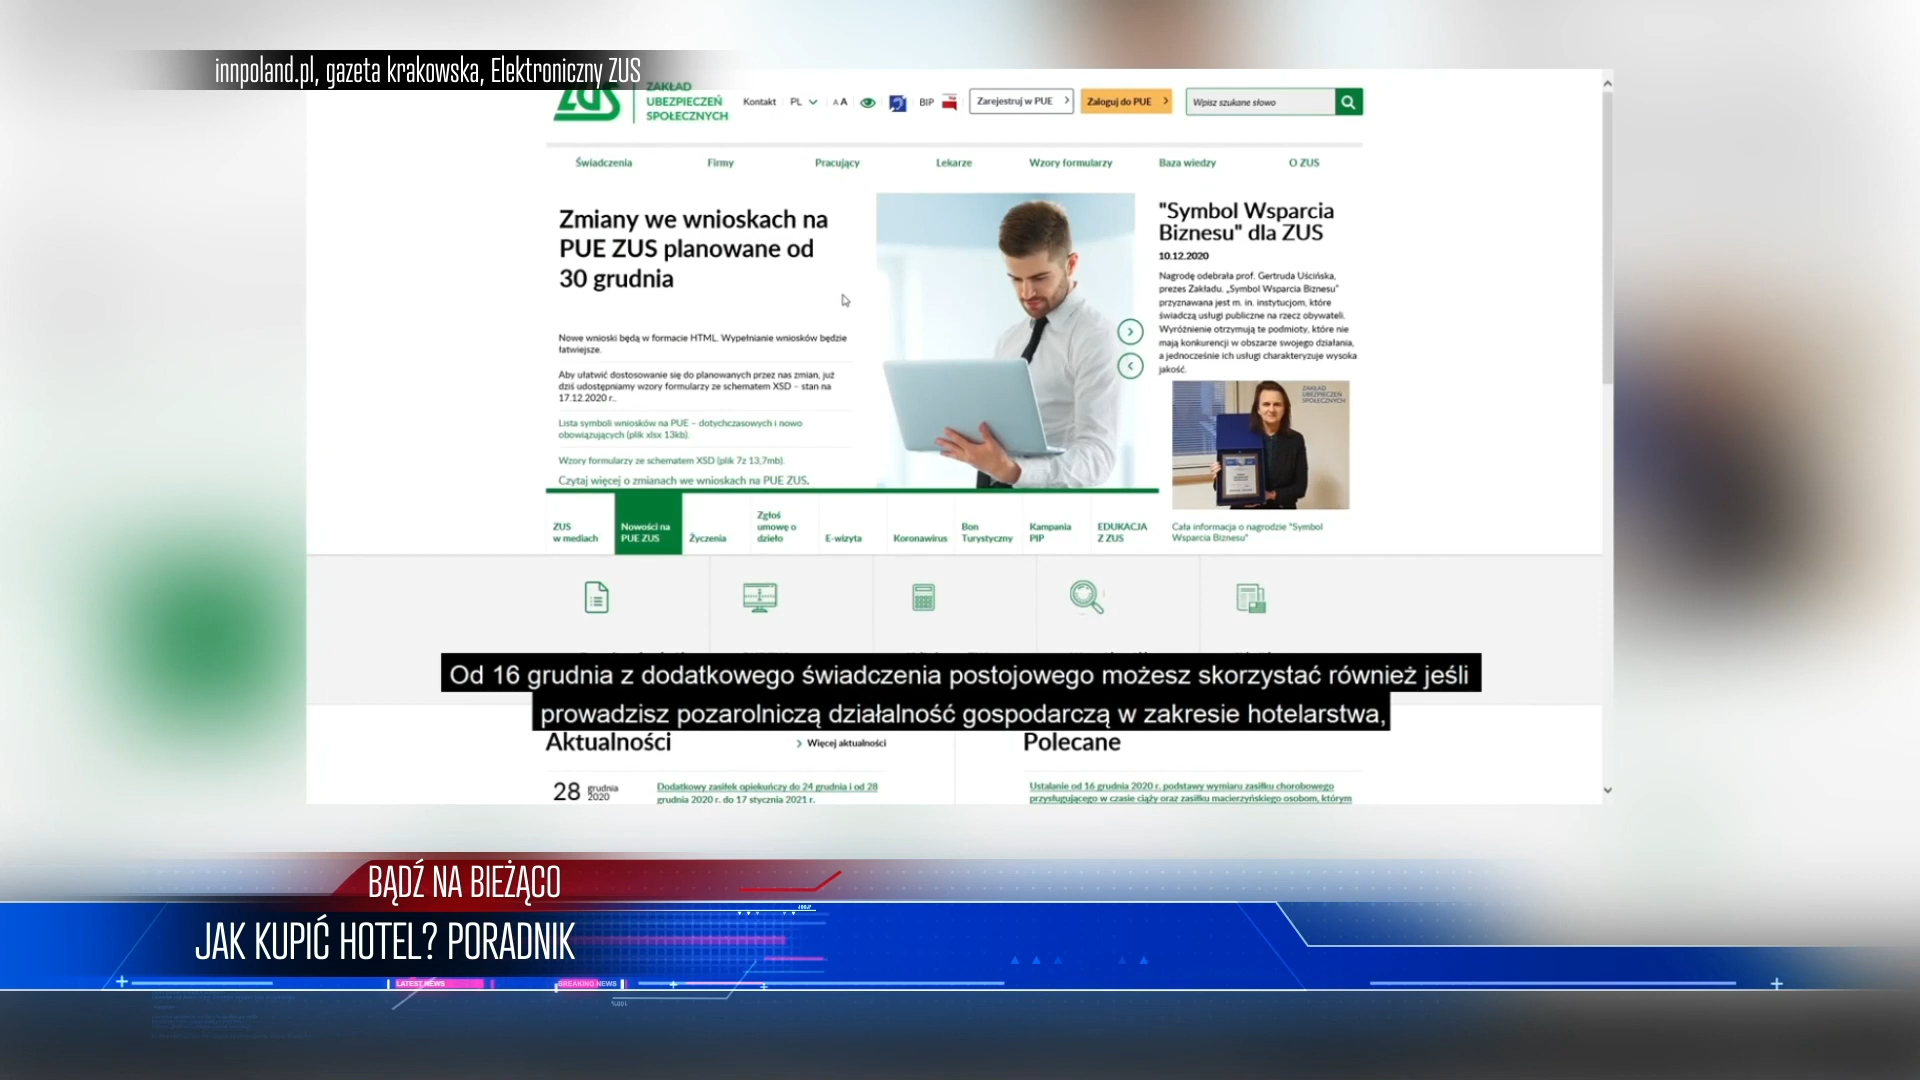 innpoland.pl, gazeta krakowska, Elektroniczny ZUS
ZUS
ZAKŁAD
UBEZPIECZEŃ
SPOŁECZNYCH
Kontakt PL A A BIP Zarejestruj w PUE Zaloguj do PUE Wpisz szukane słowo
Świadczenia Firmy Pracujący Lekarze Wzory formularzy Baza wiedzy O ZUS
Zmiany we wnioskach na
PUE ZUS planowane od
30 grudnia
Nowe wnioski będą w formacie HTML. Wypełnianie wniosków będzie
łatwiejsze.
Aby ułatwić dostosowanie się do planowanych przez nas zmian, już
dziś udostępniamy wzory formularzy ze schematem XSD – stan na
17.12.2020 r..
Lista symboli wniosków na PUE – dotychczasowych i nowo
obowiązujących (plik xlsx 13kb).
Wzory formularzy ze schematem XSD (plik 7z 13,7mb).
Czytaj więcej o zmianach we wnioskach na PUE ZUS.
"Symbol Wsparcia
Biznesu" dla ZUS
10.12.2020
Nagrodę odebrała prof. Gertruda Uścińska,
prezes Zakładu. „Symbol Wsparcia Biznesu”
przyznawana jest m. in. instytucjom, które
świadczą usługi publiczne na rzecz obywateli.
Wyróżnienie otrzymują te podmioty, które nie
mają konkurencji w obszarze swojego działania,
a jednocześnie ich usługi charakteryzuje wysoka
jakość.
ZAKŁAD
UBEZPIECZEŃ
SPOŁECZNYCH
Cała informacja o nagrodzie "Symbol
Wsparcia Biznesu"
ZUS
w mediach
Nowości na
PUE ZUS
Życzenia
Zgłoś
umowę o
dzieło
E-wizyta
Koronawirus
Bon
Turystyczny
Kampania
PIP
EDUKACJA
Z ZUS
Od 16 grudnia z dodatkowego świadczenia postojowego możesz skorzystać również jeśli
prowadzisz pozarolniczą działalność gospodarczą w zakresie hotelarstwa,
Aktualności Więcej aktualności
Polecane
28 grudnia
2020
Dodatkowy zasiłek opiekuńczy do 24 grudnia i od 28
grudnia 2020 r. do 17 stycznia 2021 r.
Ustalanie od 16 grudnia 2020 r. podstawy wymiaru zasiłku chorobowego
przysługującego w czasie ciąży oraz zasiłku macierzyńskiego osobom, którym
BĄDŹ NA BIEŻĄCO
JAK KUPIĆ HOTEL? PORADNIK
LATEST NEWS
BREAKING NEWS